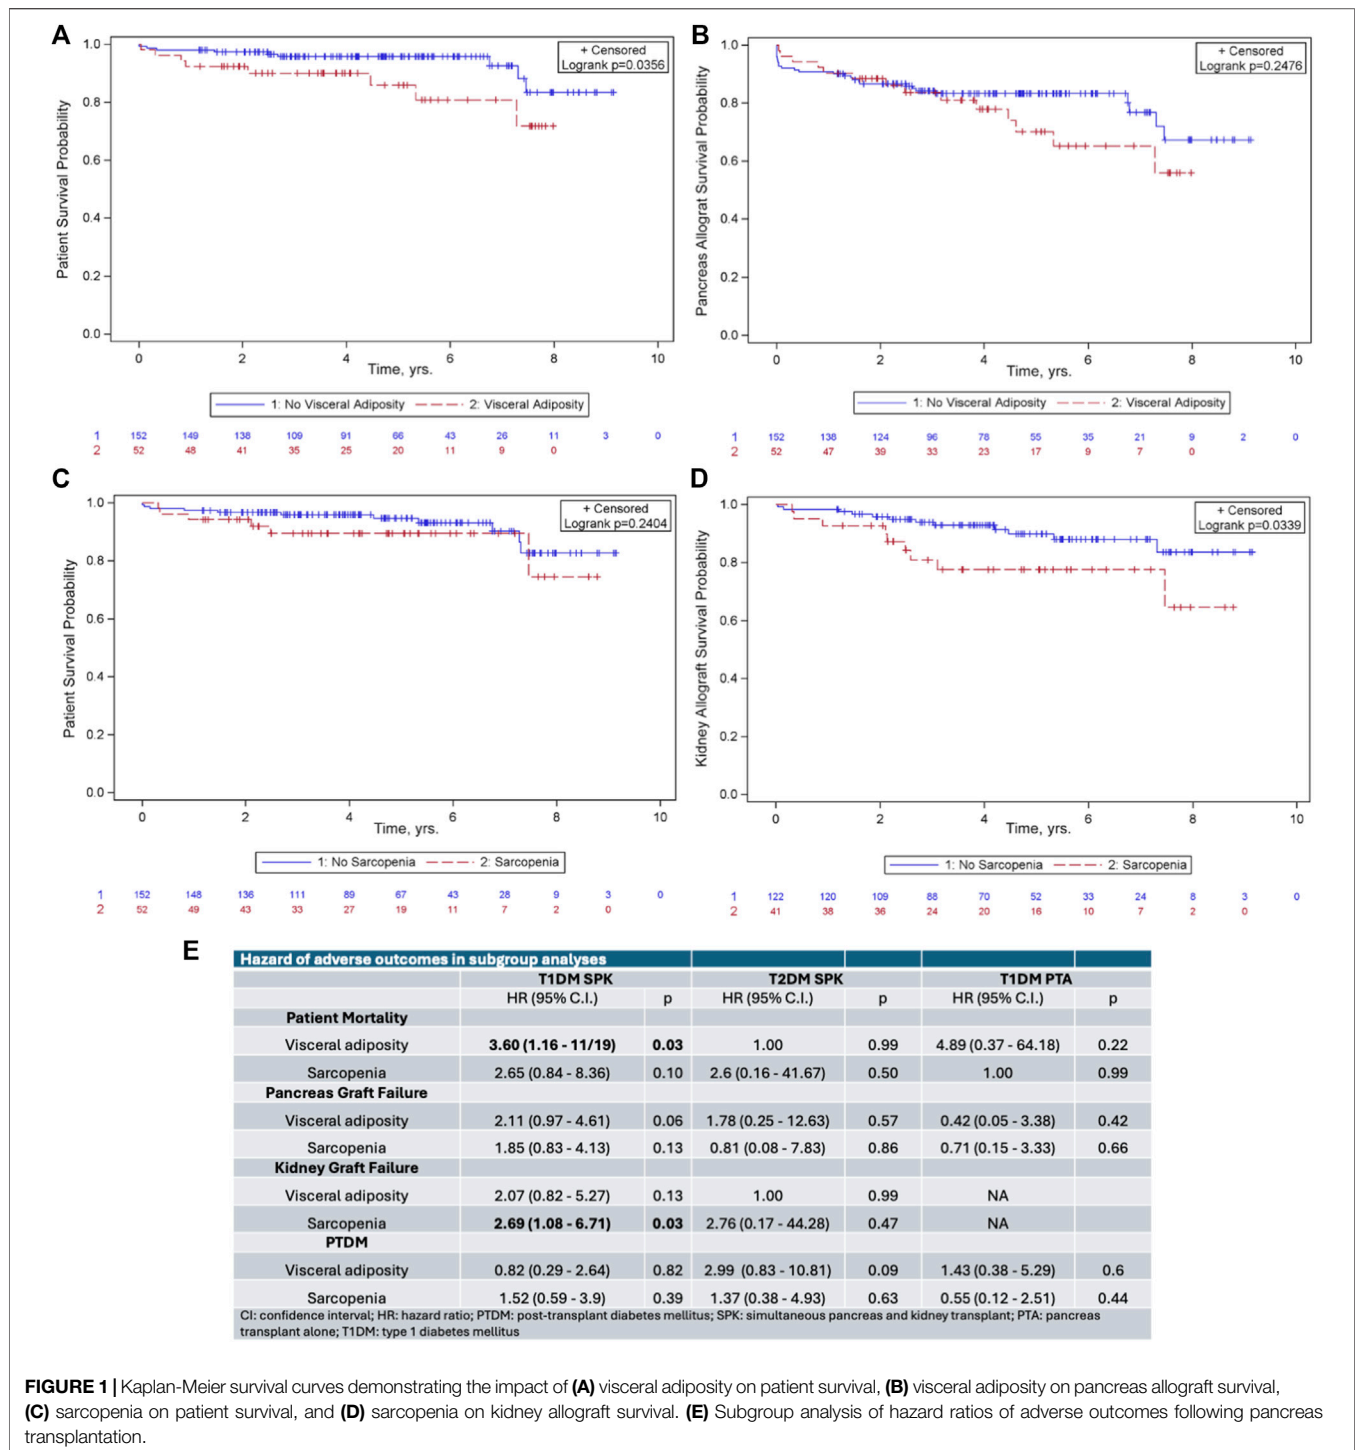 A
1.0
0.8
0.6
0.4
0.2
0.0
Patient Survival Probability
+ Censored
Logrank p=0.0356
0 2 4 6 8 10
Time, yrs.
1: No Visceral Adiposity 2: Visceral Adiposity
1 152 149 138 109 91 66 43 26 11 3 0
2 52 48 41 35 25 20 11 9 0
B
1.0
0.8
0.6
0.4
0.2
0.0
Pancreas Allograt Survival Probability
+ Censored
Logrank p=0.2476
0 2 4 6 8 10
Time, yrs.
1: No Visceral Adiposity 2: Visceral Adiposity
1 152 138 124 96 78 55 35 21 9 2 0
2 52 47 39 33 23 17 9 7 0
C
1.0
0.8
0.6
0.4
0.2
0.0
Patient Survival Probability
+ Censored
Logrank p=0.2404
0 2 4 6 8 10
Time, yrs.
1: No Sarcopenia 2: Sarcopenia
1 152 148 136 111 89 67 43 28 9 3 0
2 52 49 43 33 27 19 11 7 2 0
D
1.0
0.8
0.6
0.4
0.2
0.0
Kidney Allograft Survival Probability
+ Censored
Logrank p=0.0339
0 2 4 6 8 10
Time, yrs.
1: No Sarcopenia 2: Sarcopenia
1 122 120 109 88 70 52 33 24 8 3 0
2 41 38 36 24 20 16 10 7 2 0
E
Hazard of adverse outcomes in subgroup analyses
T1DM SPK T2DM SPK T1DM PTA
HR (95% C.I.) p HR (95% C.I.) p HR (95% C.I.) p
Patient Mortality
Visceral adiposity 3.60 (1.16 - 11/19) 0.03 1.00 0.99 4.89 (0.37 - 64.18) 0.22
Sarcopenia 2.65 (0.84 - 8.36) 0.10 2.6 (0.16 - 41.67) 0.50 1.00 0.99
Pancreas Graft Failure
Visceral adiposity 2.11 (0.97 - 4.61) 0.06 1.78 (0.25 - 12.63) 0.57 0.42 (0.05 - 3.38) 0.42
Sarcopenia 1.85 (0.83 - 4.13) 0.13 0.81 (0.08 - 7.83) 0.86 0.71 (0.15 - 3.33) 0.66
Kidney Graft Failure
Visceral adiposity 2.07 (0.82 - 5.27) 0.13 1.00 0.99 NA
Sarcopenia 2.69 (1.08 - 6.71) 0.03 2.76 (0.17 - 44.28) 0.47 NA
PTDM
Visceral adiposity 0.82 (0.29 - 2.64) 0.82 2.99 (0.83 - 10.81) 0.09 1.43 (0.38 - 5.29) 0.6
Sarcopenia 1.52 (0.59 - 3.9) 0.39 1.37 (0.38 - 4.93) 0.63 0.55 (0.12 - 2.51) 0.44
CI: confidence interval; HR: hazard ratio; PTDM: post-transplant diabetes mellitus; SPK: simultaneous pancreas and kidney transplant; PTA: pancreas
transplant alone; T1DM: type 1 diabetes mellitus
FIGURE 1 | Kaplan-Meier survival curves demonstrating the impact of (A) visceral adiposity on patient survival, (B) visceral adiposity on pancreas allograft survival,
(C) sarcopenia on patient survival, and (D) sarcopenia on kidney allograft survival. (E) Subgroup analysis of hazard ratios of adverse outcomes following pancreas
transplantation.